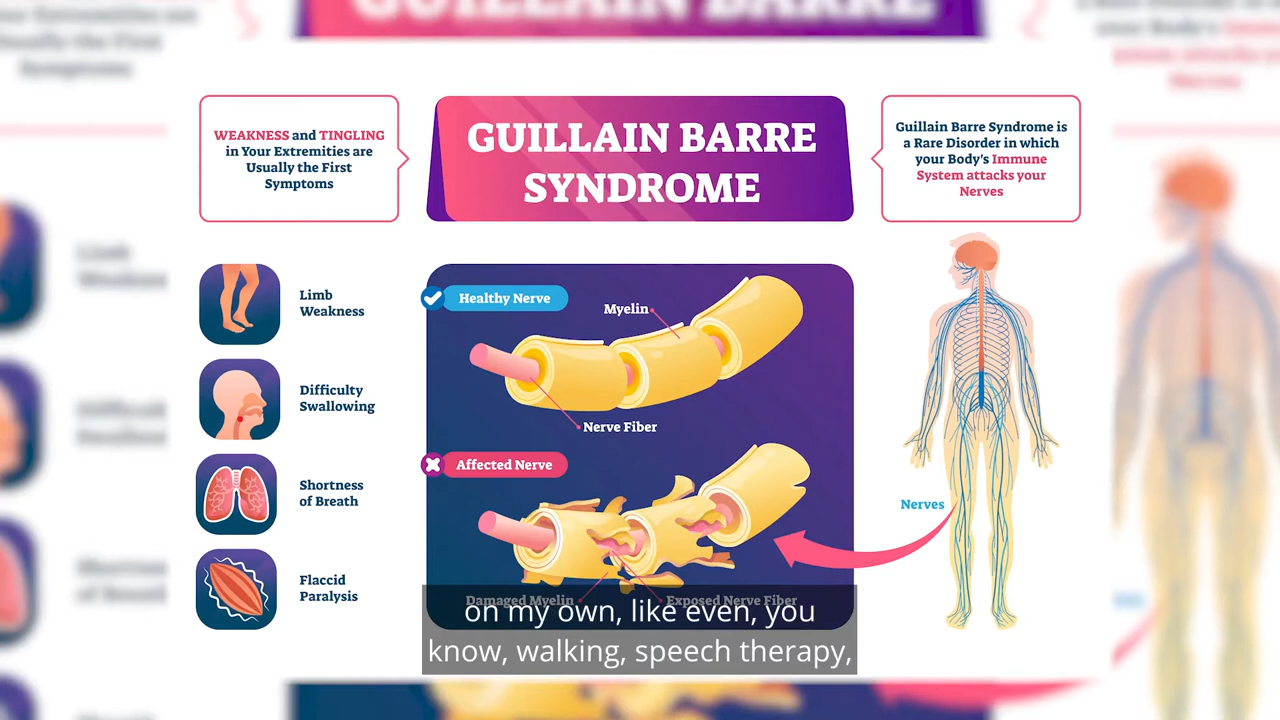 GUILLAIN BARRE
WEAKNESS and TINGLING
in Your Extremities are
Usually the First
Symptoms
GUILLAIN BARRE
SYNDROME
Guillain Barre Syndrome is
a Rare Disorder in which
your Body's Immune
System attacks your
Nerves
Limb
Weakness
Difficulty
Swallowing
Shortness
of Breath
Flaccid
Paralysis
Healthy Nerve
Myelin
Nerve Fiber
Affected Nerve
Damaged Myelin
Exposed Nerve Fiber
Nerves
on my own, like even, you
know, walking, speech therapy,